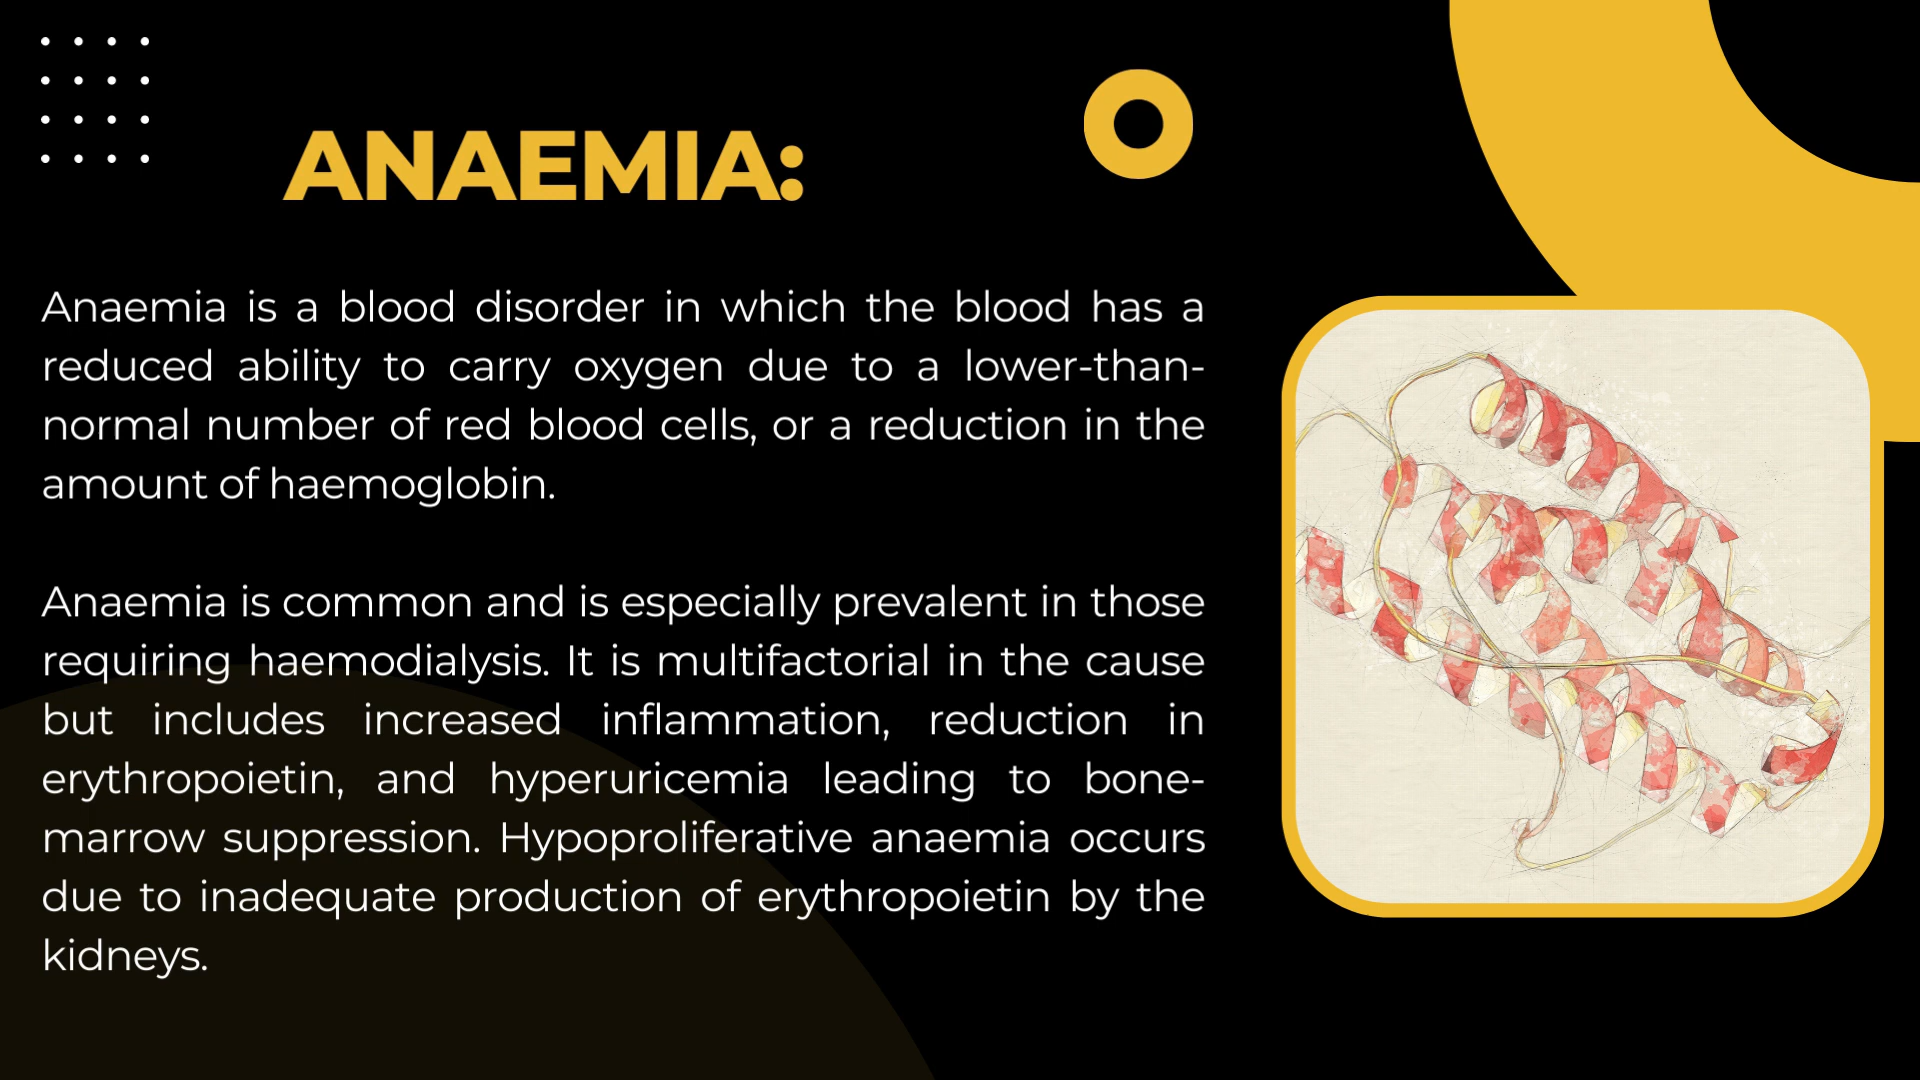 ANAEMIA:
Anaemia is a blood disorder in which the blood has a
reduced ability to carry oxygen due to a lower-than-
normal number of red blood cells, or a reduction in the
amount of haemoglobin.
Anaemia is common and is especially prevalent in those
requiring haemodialysis. It is multifactorial in the cause
but includes increased inflammation, reduction in
erythropoietin, and hyperuricemia leading to bone-
marrow suppression. Hypoproliferative anaemia occurs
due to inadequate production of erythropoietin by the
kidneys.